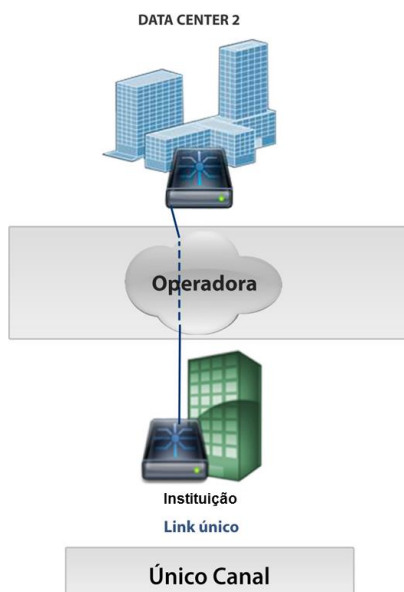 DATA CENTER 2
Operadora
Instituição
Link único
Único Canal